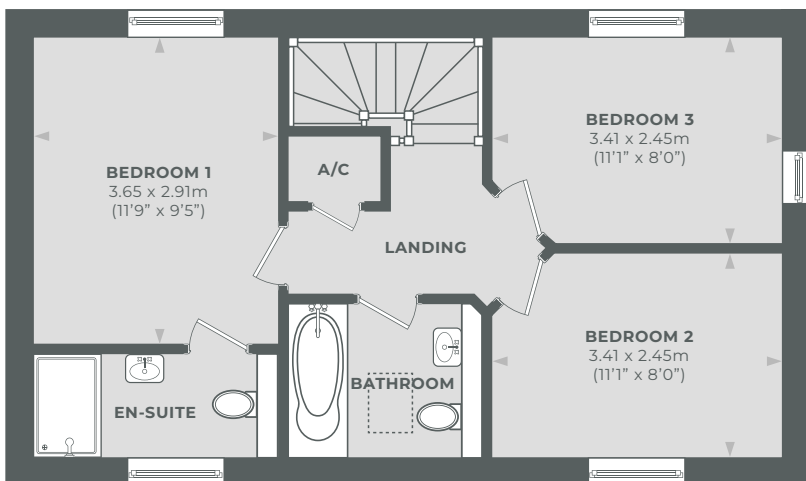 BEDROOM 1
3.65 x 2.91m
(11’9” x 9’5”)
A/C
LANDING
BEDROOM 3
3.41 x 2.45m
(11’1” x 8’0”)
BEDROOM 2
3.41 x 2.45m
(11’1” x 8’0”)
EN-SUITE
BATHROOM